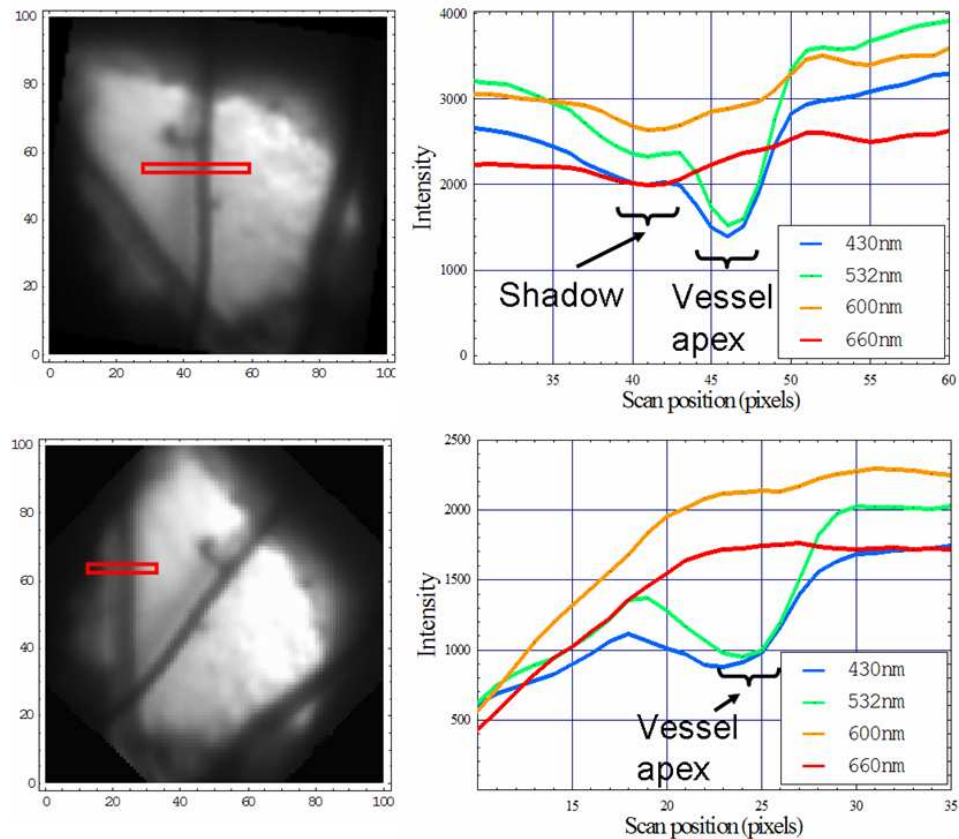 100
80
60
40
20
0
0 20 40 60 80 100
4000
3000
2000
1000
0
Intensity
Shadow
Vessel
apex
430nm
532nm
600nm
660nm
35 40 45 50 55 60
Scan position (pixels)
100
80
60
40
20
0
0 20 40 60 80 100
2500
2000
1500
1000
500
Intensity
Vessel
apex
430nm
532nm
600nm
660nm
15 20 25 30 35
Scan position (pixels)